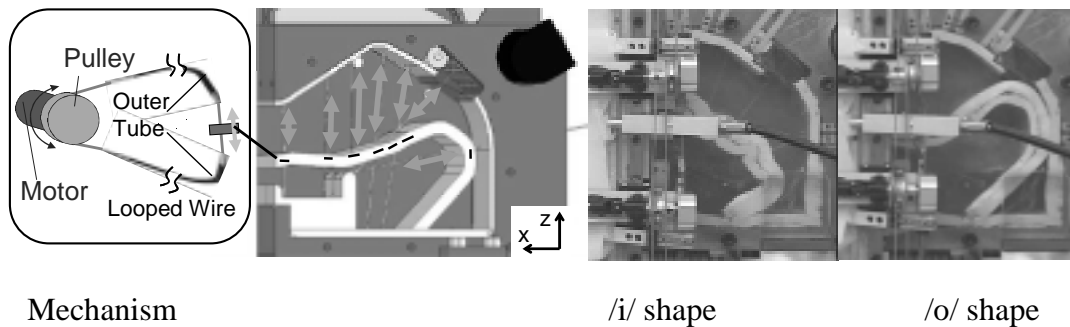 Pulley
Outer
Tube
Motor
Looped Wire
z
x
Mechanism
/i/ shape
/o/ shape